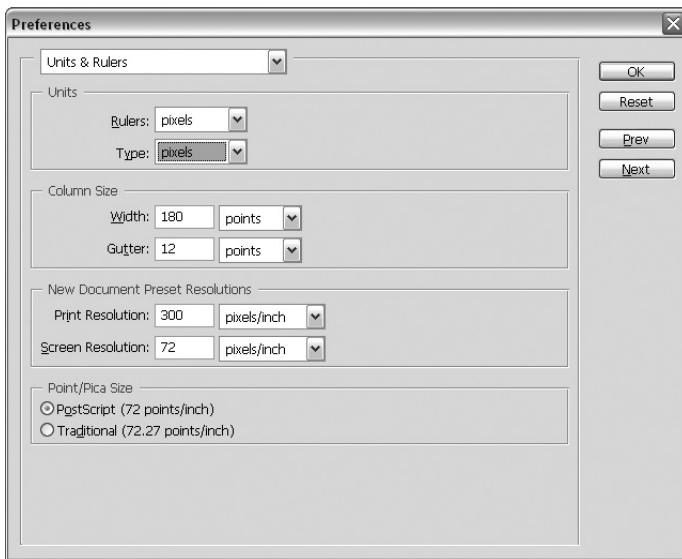 Preferences
Units & Rulers
OK
Reset
Prev
Next
Units
Rulers: pixels
Type: pixels
Column Size
Width: 180 points
Gutter: 12 points
New Document Preset Resolutions
Print Resolution: 300 pixels/inch
Screen Resolution: 72 pixels/inch
Point/Pica Size
PostScript (72 points/inch)
Traditional (72.27 points/inch)